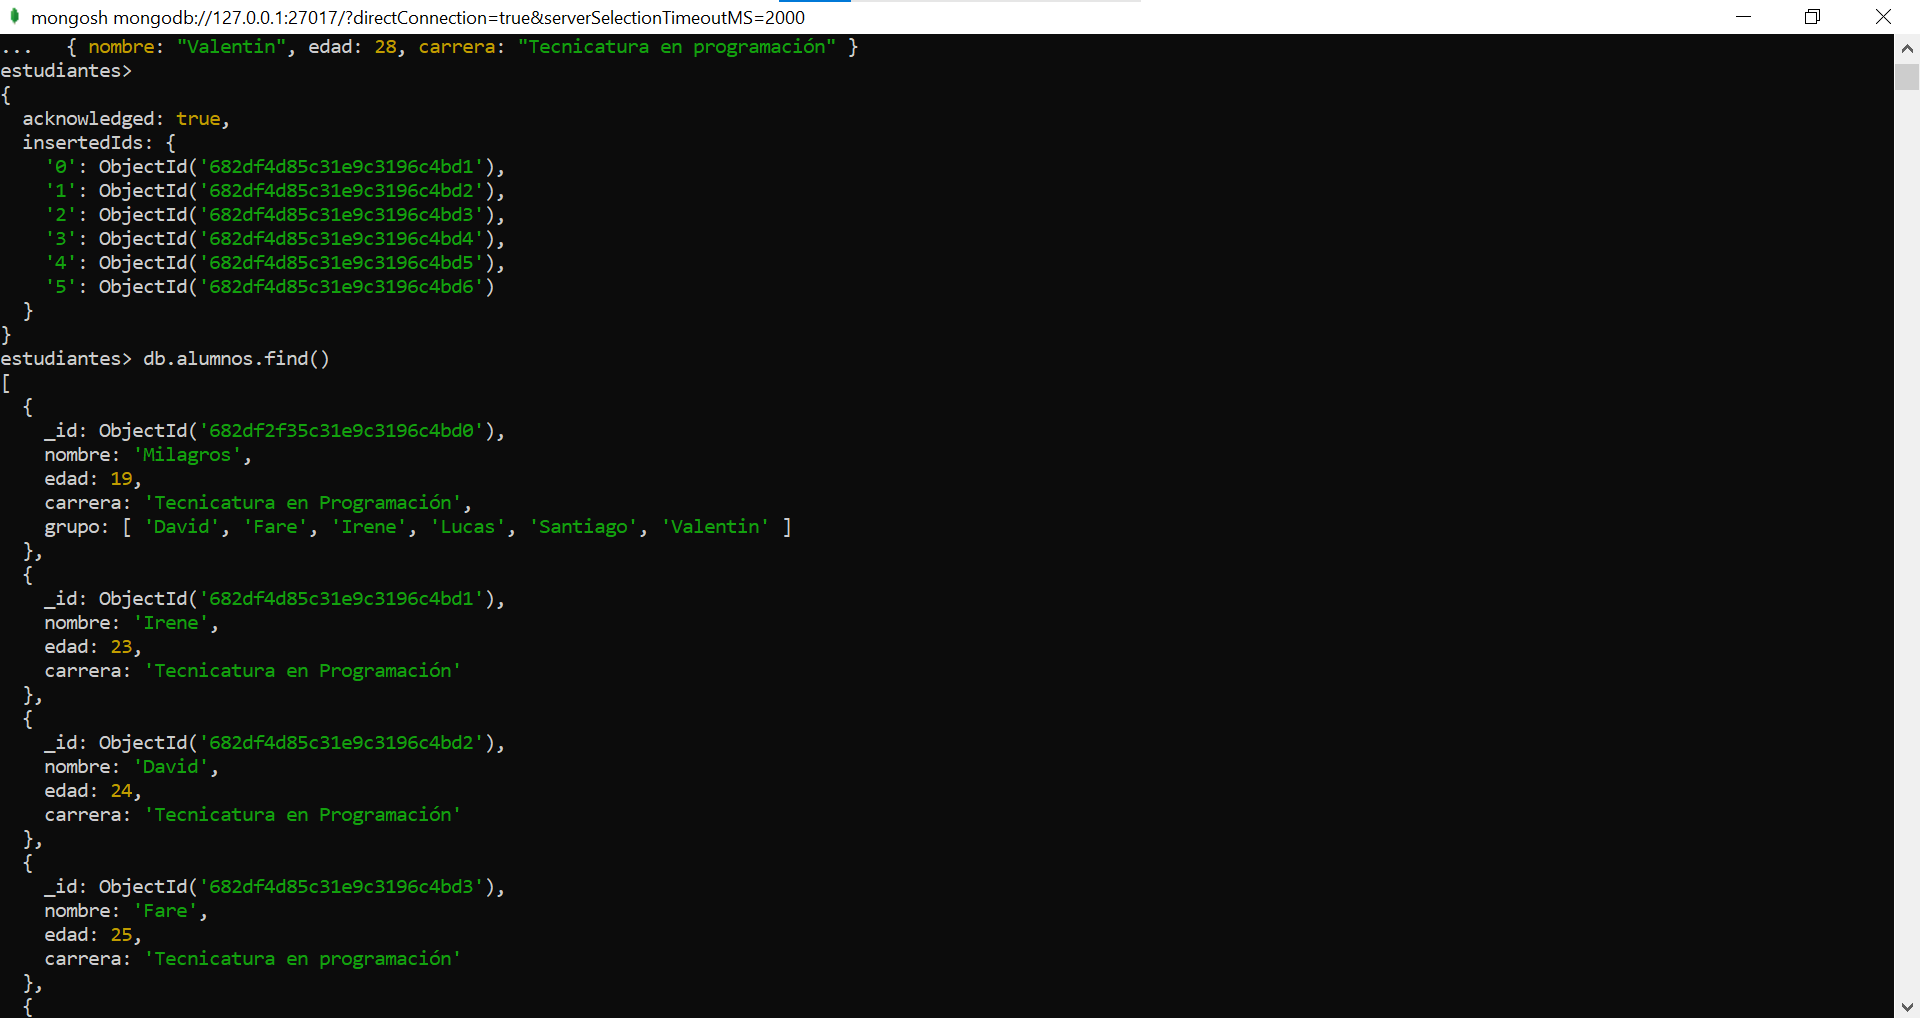 mongosh mongodb://127.0.0.1:27017/?directConnection=true&serverSelectionTimeoutMS=2000
...   { nombre: "Valentin", edad: 28, carrera: "Tecnicatura en programación" }
estudiantes>
{
  acknowledged: true,
  insertedIds: {
    '0': ObjectId('682df4d85c31e9c3196c4bd1'),
    '1': ObjectId('682df4d85c31e9c3196c4bd2'),
    '2': ObjectId('682df4d85c31e9c3196c4bd3'),
    '3': ObjectId('682df4d85c31e9c3196c4bd4'),
    '4': ObjectId('682df4d85c31e9c3196c4bd5'),
    '5': ObjectId('682df4d85c31e9c3196c4bd6')
  }
}
estudiantes> db.alumnos.find()
[
  {
    _id: ObjectId('682df2f35c31e9c3196c4bd0'),
    nombre: 'Milagros',
    edad: 19,
    carrera: 'Tecnicatura en Programación',
    grupo: [ 'David', 'Fare', 'Irene', 'Lucas', 'Santiago', 'Valentin' ]
  },
  {
    _id: ObjectId('682df4d85c31e9c3196c4bd1'),
    nombre: 'Irene',
    edad: 23,
    carrera: 'Tecnicatura en Programación'
  },
  {
    _id: ObjectId('682df4d85c31e9c3196c4bd2'),
    nombre: 'David',
    edad: 24,
    carrera: 'Tecnicatura en Programación'
  },
  {
    _id: ObjectId('682df4d85c31e9c3196c4bd3'),
    nombre: 'Fare',
    edad: 25,
    carrera: 'Tecnicatura en programación'
  },
  {